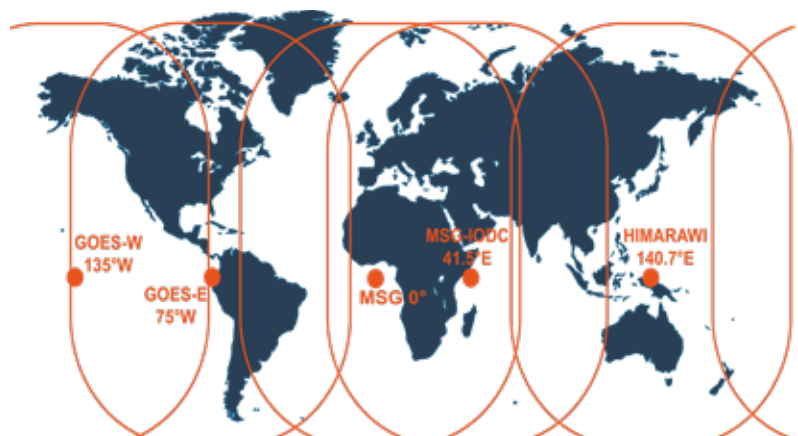 GOES-W
135°W
GOES-E
75°W
MSG 0°
MSG-IODC
41.5°E
HIMARAWI
140.7°E